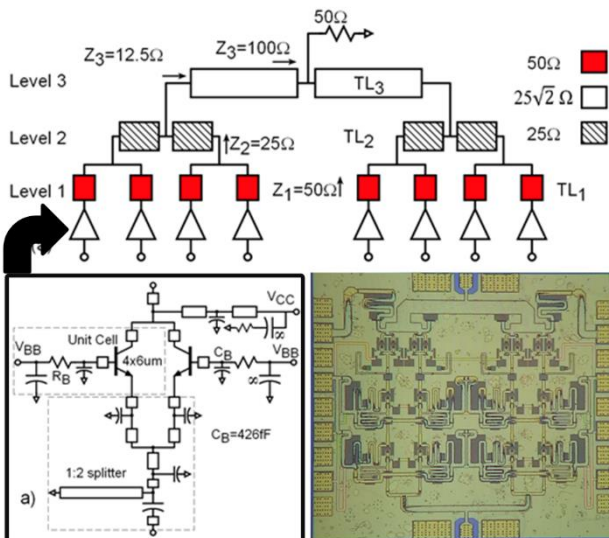 50Ω
Z3=12.5Ω
Z3=100Ω
Level 3
TL3
50Ω
25√2 Ω
25Ω
Level 2
Z2=25Ω
TL2
Level 1
Z1=50Ω
TL1
VCC
∞
VBB
Unit Cell
4x6um
CB
VBB
RB
∞
CB=426fF
1:2 splitter
a)